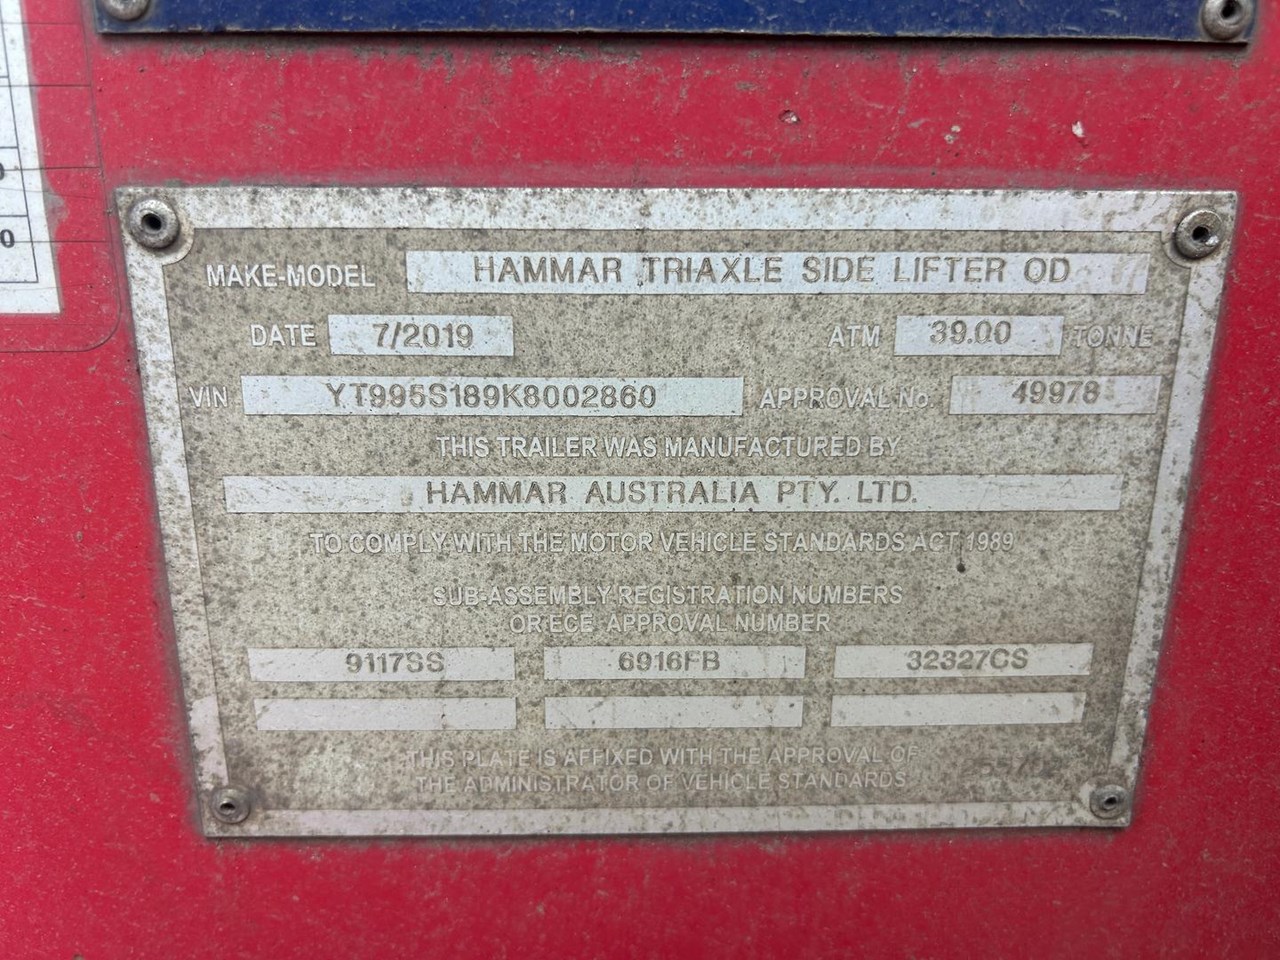 MAKE-MODEL HAMMAR TRIAXLE SIDE LIFTER OD
DATE 7/2019 ATM 39.00 TONNE
VIN YT995S189K8002860 APPROVAL No 49978
THIS TRAILER WAS MANUFACTURED BY
HAMMAR AUSTRALIA PTY. LTD.
TO COMPLY WITH THE MOTOR VEHICLE STANDARDS ACT 1989
SUB-ASSEMBLY REGISTRATION NUMBERS
OR ECE APPROVAL NUMBER
9117SS 6916FB 32327CS
THIS PLATE IS AFFIXED WITH THE APPROVAL OF
THE ADMINISTRATOR OF VEHICLE STANDARDS